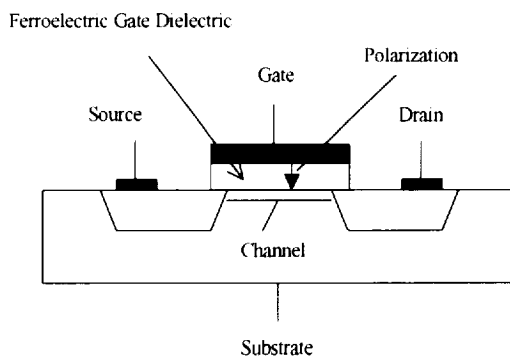 Ferroelectric Gate Dielectric
Polarization
Gate
Source
Drain
Channel
Substrate